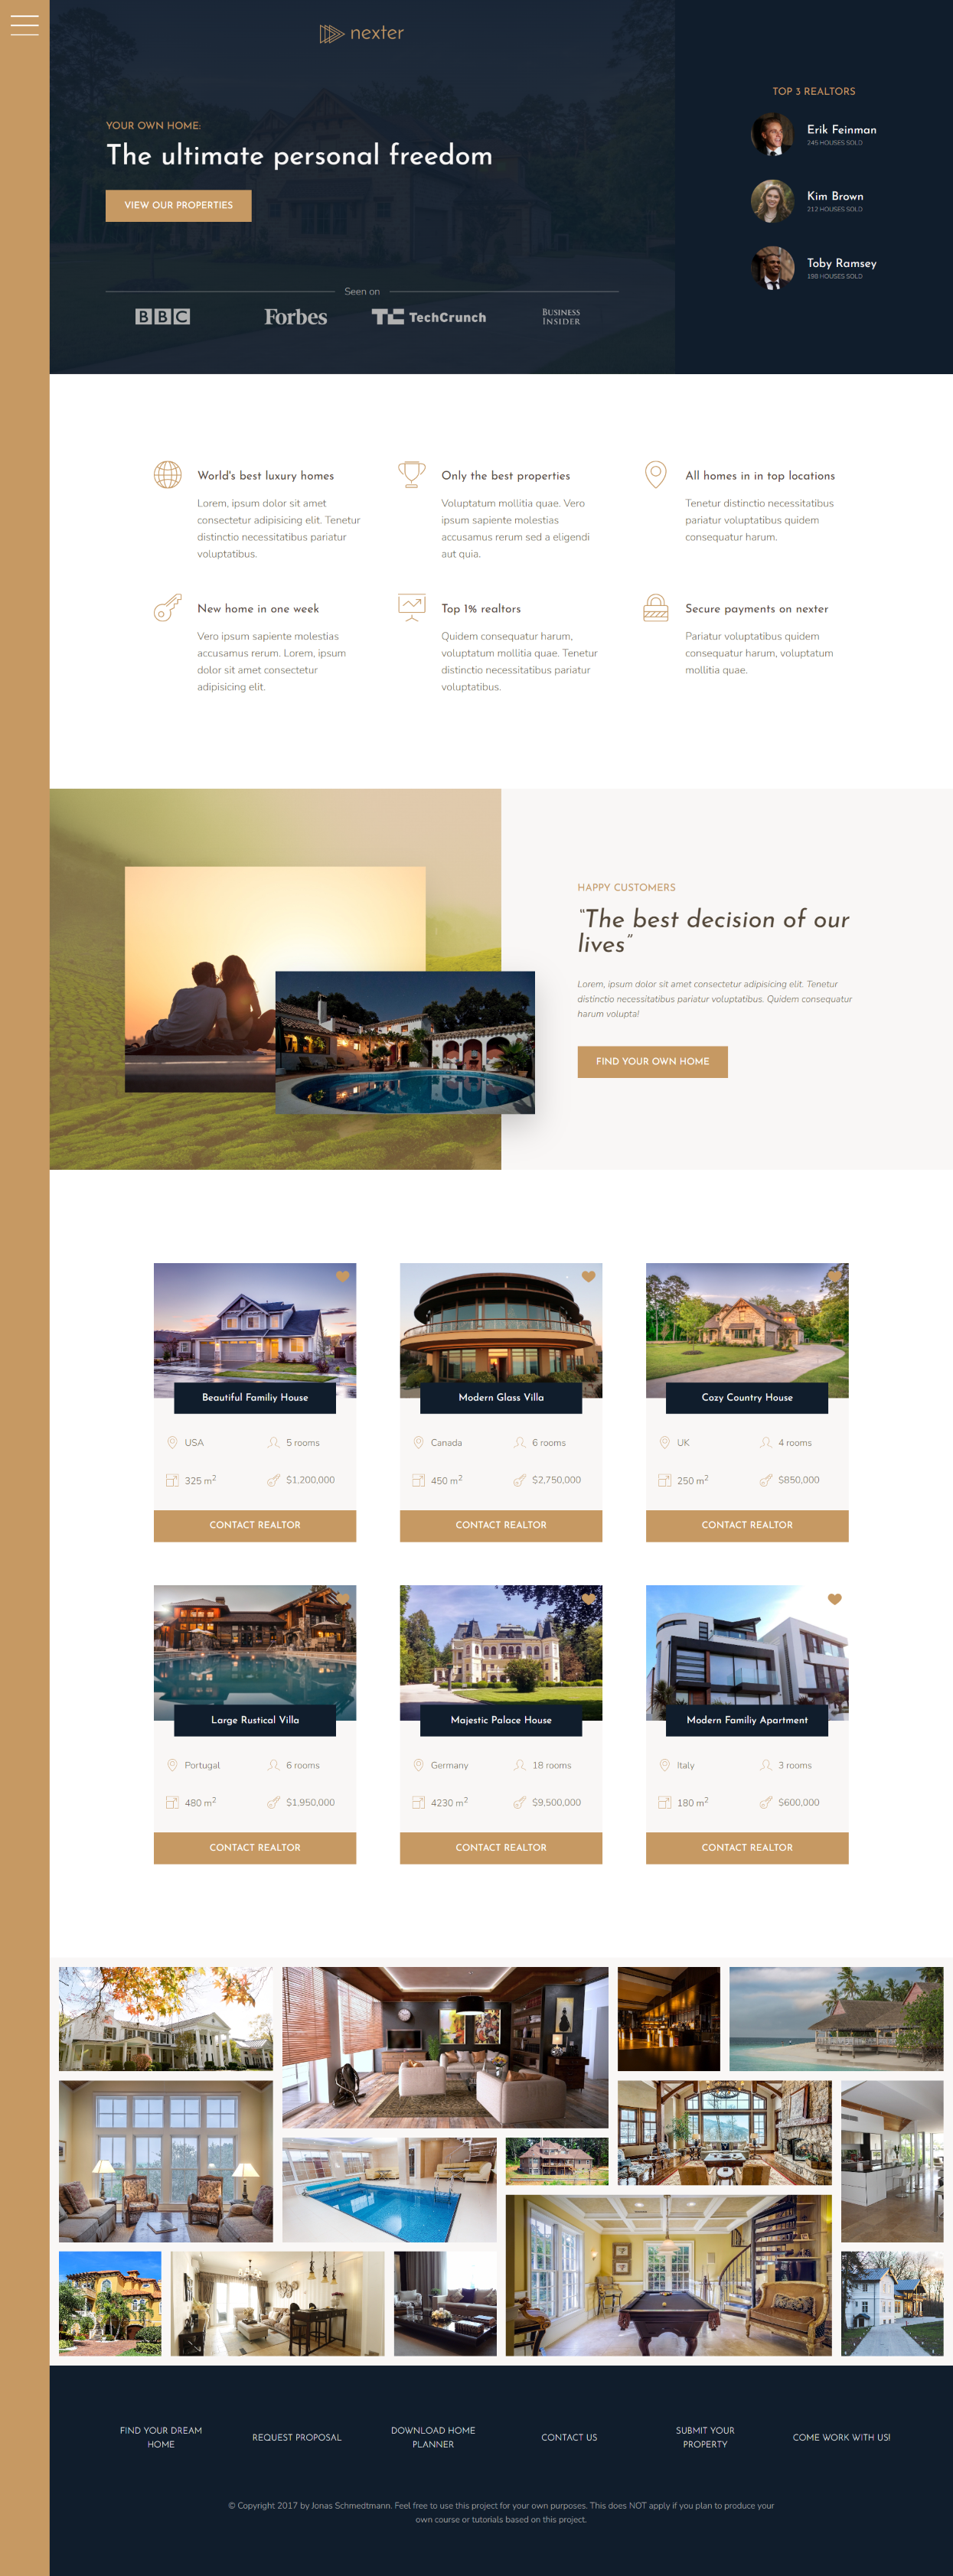 nexter
YOUR OWN HOME:
The ultimate personal freedom
VIEW OUR PROPERTIES
Seen on
BBC
Forbes
TC TechCrunch
BUSINESS
INSIDER
TOP 3 REALTORS
Erik Feinman
245 HOUSES SOLD
Kim Brown
212 HOUSES SOLD
Toby Ramsey
198 HOUSES SOLD
World's best luxury homes
Lorem, ipsum dolor sit amet
consectetur adipisicing elit. Tenetur
distinctio necessitatibus pariatur
voluptatibus.
Only the best properties
Voluptatum mollitia quae. Vero
ipsum sapiente molestias
accusamus rerum sed a eligendi
aut quia.
All homes in in top locations
Tenetur distinctio necessitatibus
pariatur voluptatibus quidem
consequatur harum.
New home in one week
Vero ipsum sapiente molestias
accusamus rerum. Lorem, ipsum
dolor sit amet consectetur
adipisicing elit.
Top 1% realtors
Quidem consequatur harum,
voluptatum mollitia quae. Tenetur
distinctio necessitatibus pariatur
voluptatibus.
Secure payments on nexter
Pariatur voluptatibus quidem
consequatur harum, voluptatum
mollitia quae.
HAPPY CUSTOMERS
“The best decision of our
lives”
Lorem, ipsum dolor sit amet consectetur adipisicing elit. Tenetur
distinctio necessitatibus pariatur voluptatibus. Quidem consequatur
harum volupta!
FIND YOUR OWN HOME
Beautiful Familiy House
USA
5 rooms
325 m²
$1,200,000
CONTACT REALTOR
Modern Glass Villa
Canada
6 rooms
450 m²
$2,750,000
CONTACT REALTOR
Cozy Country House
UK
4 rooms
250 m²
$850,000
CONTACT REALTOR
Large Rustical Villa
Portugal
6 rooms
480 m²
$1,950,000
CONTACT REALTOR
Majestic Palace House
Germany
18 rooms
4230 m²
$9,500,000
CONTACT REALTOR
Modern Familiy Apartment
Italy
3 rooms
180 m²
$600,000
CONTACT REALTOR
FIND YOUR DREAM
HOME
REQUEST PROPOSAL
DOWNLOAD HOME
PLANNER
CONTACT US
SUBMIT YOUR
PROPERTY
COME WORK WITH US!
© Copyright 2017 by Jonas Schmedtmann. Feel free to use this project for your own purposes. This does NOT apply if you plan to produce your
own course or tutorials based on this project.